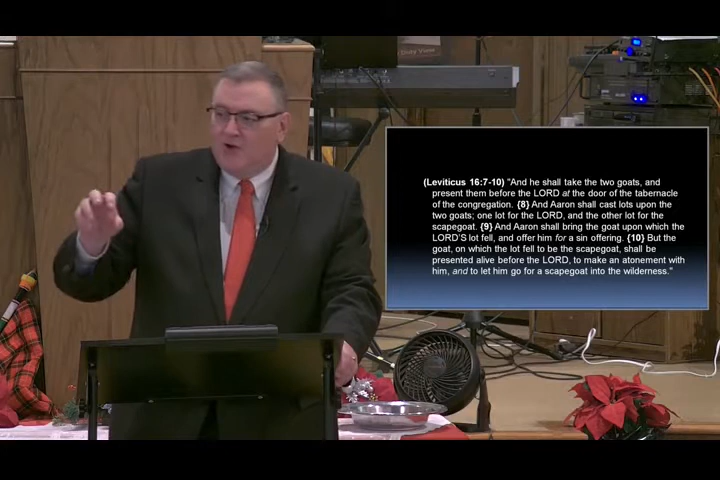 Duty View
(Leviticus 16:7-10) "And he shall take the two goats, and
present them before the LORD at the door of the tabernacle
of the congregation. {8} And Aaron shall cast lots upon the
two goats; one lot for the LORD, and the other lot for the
scapegoat. {9} And Aaron shall bring the goat upon which the
LORD'S lot fell, and offer him for a sin offering. {10} But the
goat, on which the lot fell to be the scapegoat, shall be
presented alive before the LORD, to make an atonement with
him, and to let him go for a scapegoat into the wilderness."